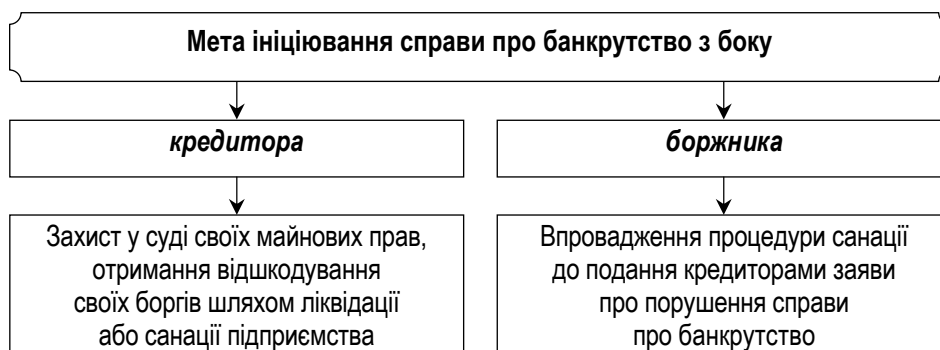 Мета ініціювання справи про банкрутство з боку
кредитора
боржника
Захист у суді своїх майнових прав,
отримання відшкодування
своїх боргів шляхом ліквідації
або санації підприємства
Впровадження процедури санації
до подання кредиторами заяви
про порушення справи
про банкрутство